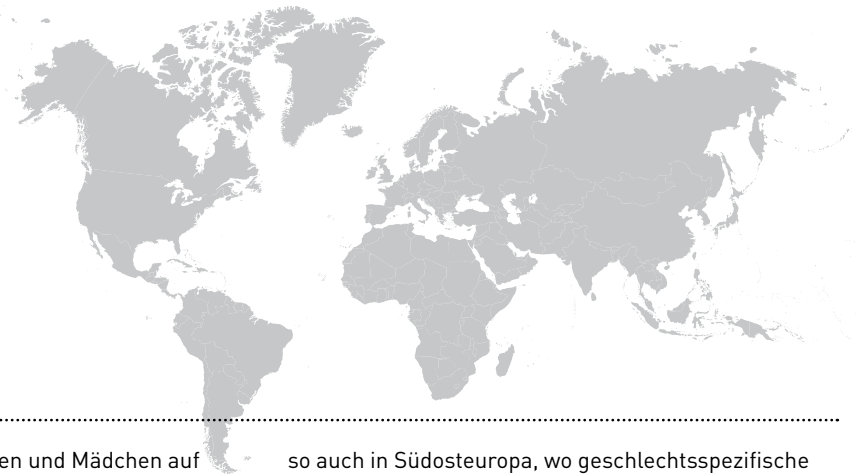 en und Mädchen auf
so auch in Südosteuropa, wo geschlechtsspezifische